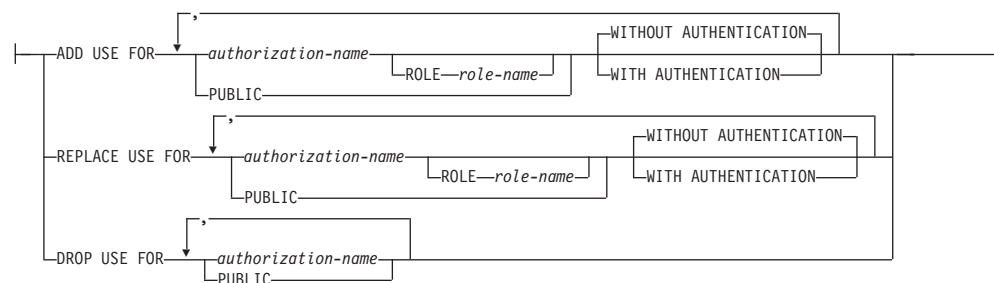 ,
WITHOUT AUTHENTICATION
ADD USE FOR authorization-name
ROLE role-name WITH AUTHENTICATION
PUBLIC
,
WITHOUT AUTHENTICATION
REPLACE USE FOR authorization-name
ROLE role-name WITH AUTHENTICATION
PUBLIC
,
DROP USE FOR authorization-name
PUBLIC